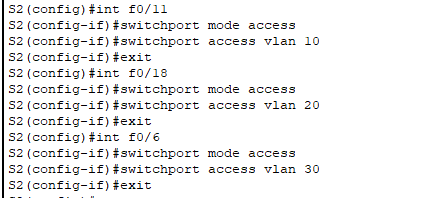 S2(config)#int f0/11
S2(config-if)#switchport mode access
S2(config-if)#switchport access vlan 10
S2(config-if)#exit
S2(config)#int f0/18
S2(config-if)#switchport mode access
S2(config-if)#switchport access vlan 20
S2(config-if)#exit
S2(config)#int f0/6
S2(config-if)#switchport mode access
S2(config-if)#switchport access vlan 30
S2(config-if)#exit